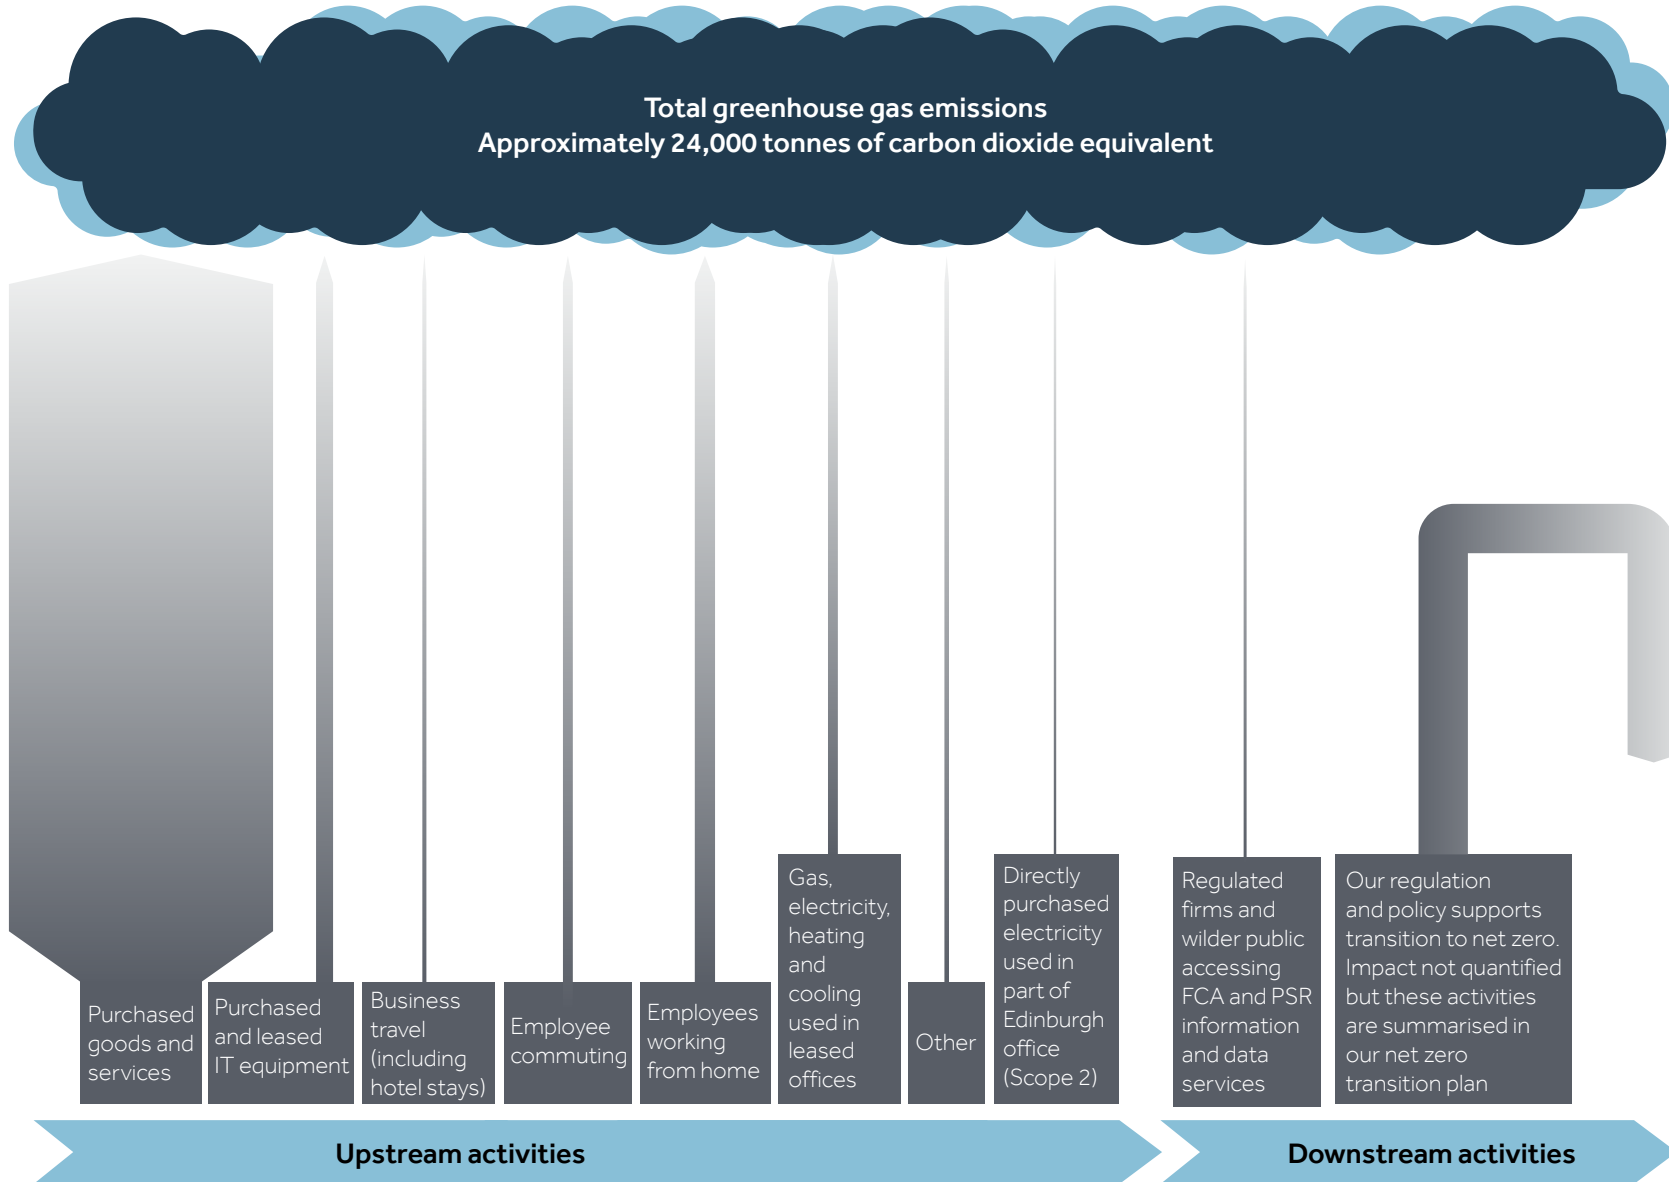 Total greenhouse gas emissions
Approximately 24,000 tonnes of carbon dioxide equivalent
Purchased
goods and
services
Purchased
and leased
IT equipment
Business
travel
(including
hotel stays)
Employee
commuting
Employees
working
from home
Gas,
electricity,
heating
and
cooling
used in
leased
offices
Other
Directly
purchased
electricity
used in
part of
Edinburgh
office
(Scope 2)
Regulated
firms and
wilder public
accessing
FCA and PSR
information
and data
services
Our regulation
and policy supports
transition to net zero.
Impact not quantified
but these activities
are summarised in
our net zero
transition plan
Upstream activities
Downstream activities